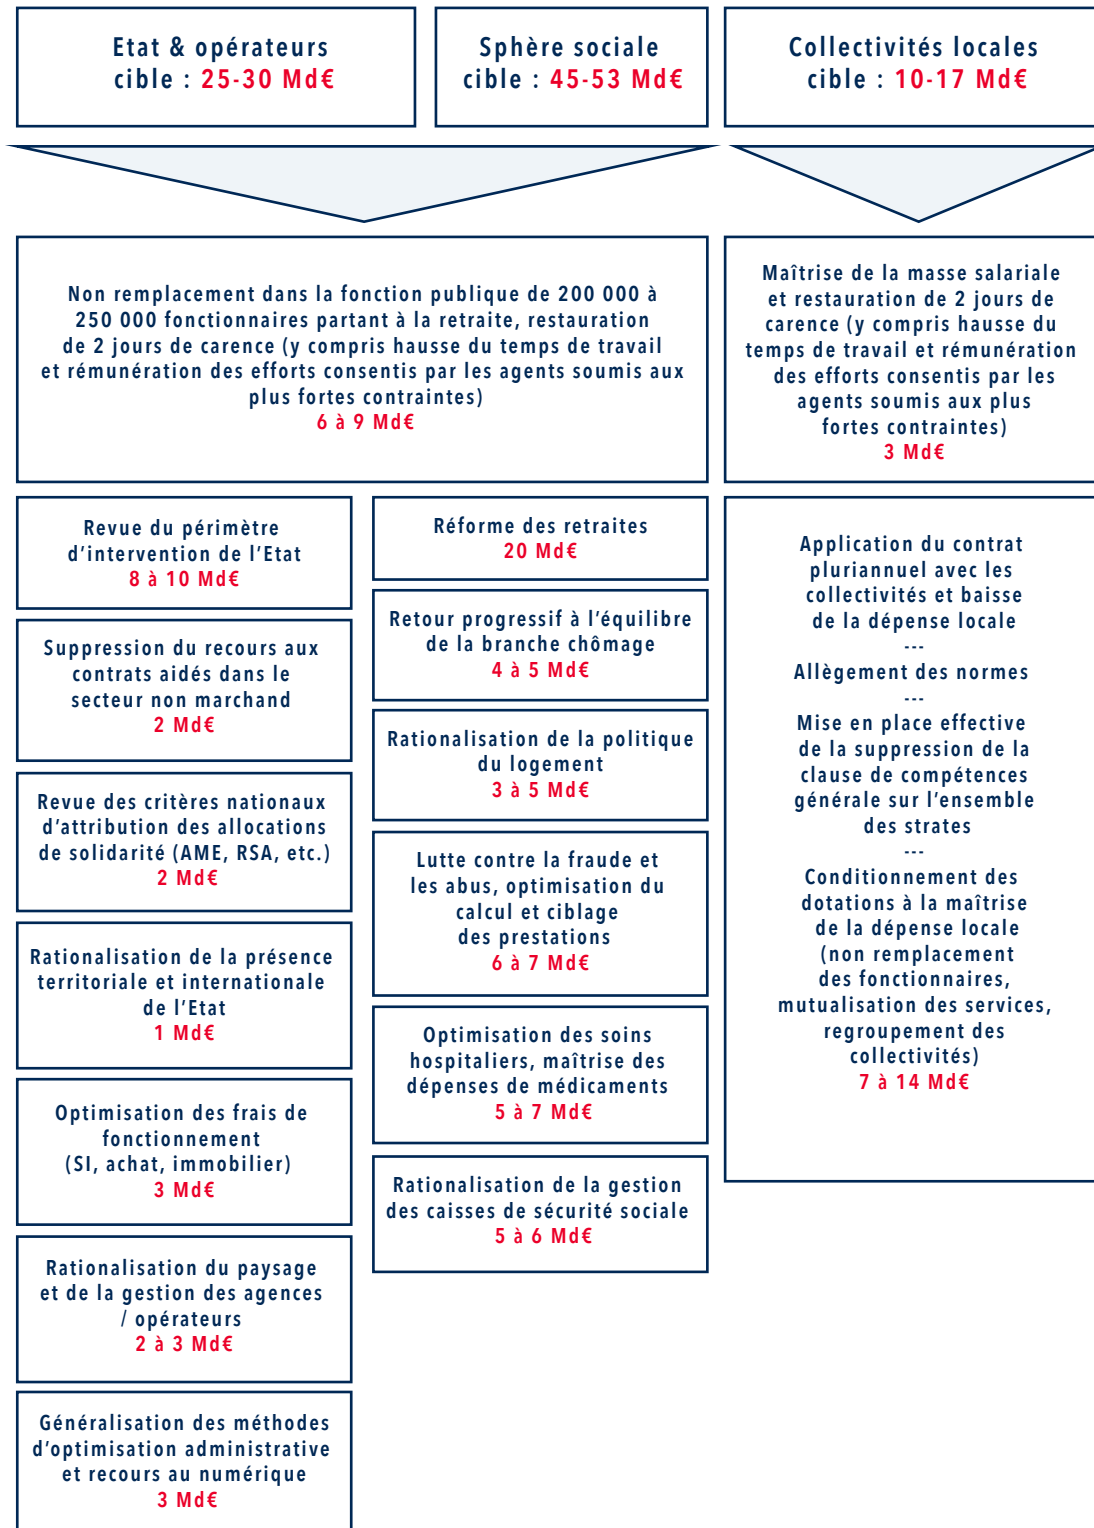 Etat & opérateurs
cible : 25-30 Md€
Sphère sociale
cible : 45-53 Md€
Collectivités locales
cible : 10-17 Md€
Non remplacement dans la fonction publique de 200 000 à
250 000 fonctionnaires partant à la retraite, restauration
de 2 jours de carence (y compris hausse du temps de travail
et rémunération des efforts consentis par les agents soumis aux
plus fortes contraintes)
6 à 9 Md€
Maîtrise de la masse salariale
et restauration de 2 jours de
carence (y compris hausse du
temps de travail et rémunération
des efforts consentis par les
agents soumis aux plus
fortes contraintes)
3 Md€
Revue du périmètre
d’intervention de l’Etat
8 à 10 Md€
Suppression du recours aux
contrats aidés dans le
secteur non marchand
2 Md€
Revue des critères nationaux
d’attribution des allocations
de solidarité (AME, RSA, etc.)
2 Md€
Rationalisation de la présence
territoriale et internationale
de l’Etat
1 Md€
Optimisation des frais de
fonctionnement
(SI, achat, immobilier)
3 Md€
Rationalisation du paysage
et de la gestion des agences
/ opérateurs
2 à 3 Md€
Généralisation des méthodes
d’optimisation administrative
et recours au numérique
3 Md€
Réforme des retraites
20 Md€
Retour progressif à l’équilibre
de la branche chômage
4 à 5 Md€
Rationalisation de la politique
du logement
3 à 5 Md€
Lutte contre la fraude et
les abus, optimisation du
calcul et ciblage
des prestations
6 à 7 Md€
Optimisation des soins
hospitaliers, maîtrise des
dépenses de médicaments
5 à 7 Md€
Rationalisation de la gestion
des caisses de sécurité sociale
5 à 6 Md€
Application du contrat
pluriannuel avec les
collectivités et baisse
de la dépense locale
---
Allègement des normes
---
Mise en place effective
de la suppression de la
clause de compétences
générale sur l’ensemble
des strates
---
Conditionnement des
dotations à la maîtrise
de la dépense locale
(non remplacement
des fonctionnaires,
mutualisation des services,
regroupement des
collectivités)
7 à 14 Md€